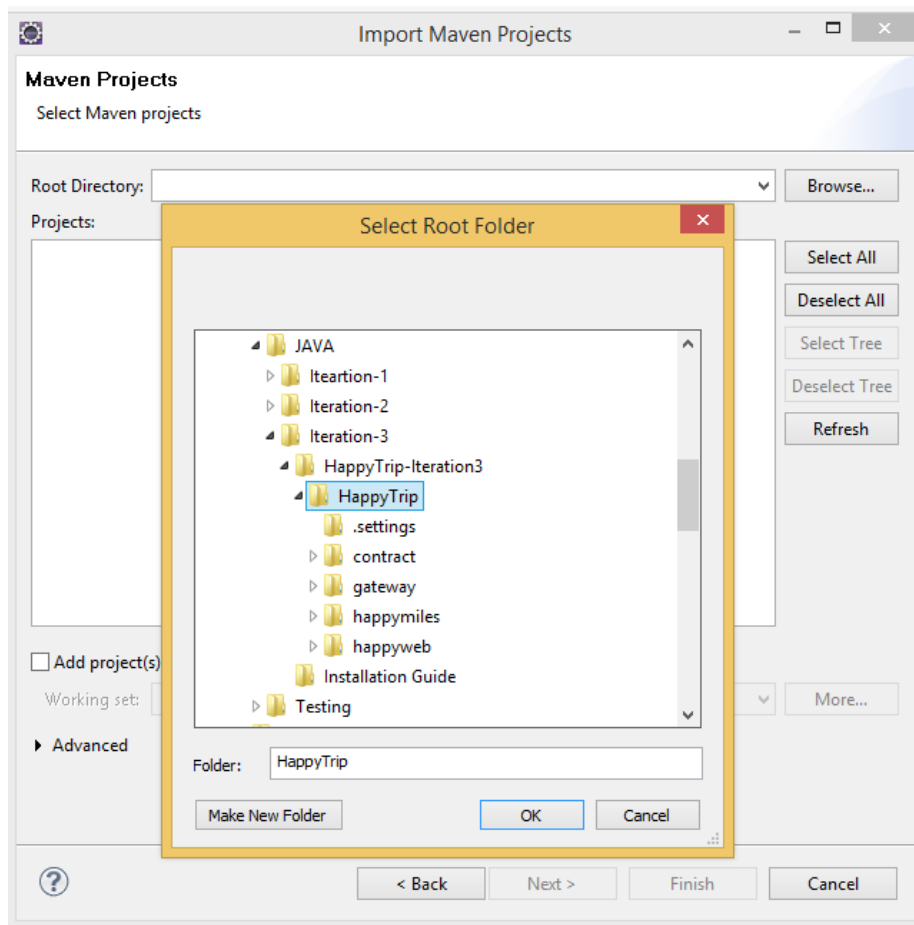 Import Maven Projects
Maven Projects
Select Maven projects
Root Directory:
Browse...
Projects:
Select Root Folder
Select All
Deselect All
Select Tree
Deselect Tree
Refresh
JAVA
Iteartion-1
Iteration-2
Iteration-3
HappyTrip-Iteration3
HappyTrip
.settings
contract
gateway
happymiles
happyweb
Installation Guide
Testing
Add project(s)
Working set:
More...
Advanced
Folder: HappyTrip
Make New Folder OK Cancel
< Back Next > Finish Cancel